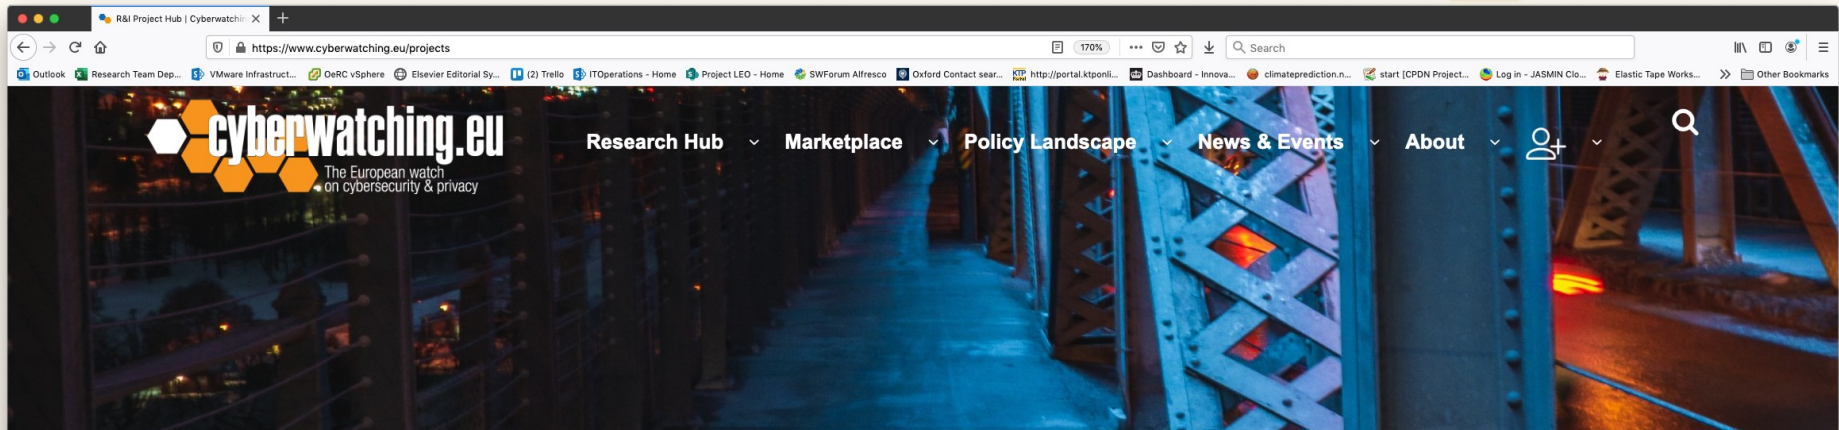 R&I Project Hub | Cyberwatchin
https://www.cyberwatching.eu/projects
170%
Search
Outlook
Research Team Dep...
VMware Infrastruct...
OeRC vSphere
Elsevier Editorial Sy...
(2) Trello
ITOperations - Home
Project LEO - Home
SWForum Alfresco
Oxford Contact sear...
KTP
http://portal.ktponli...
Dashboard - Innova...
climateprediction.n...
start [CPDN Project...
Log in - JASMIN Clo...
Elastic Tape Works...
Other Bookmarks
cyberwatching.eu
The European watch
on cybersecurity & privacy
Research Hub
Marketplace
Policy Landscape
News & Events
About